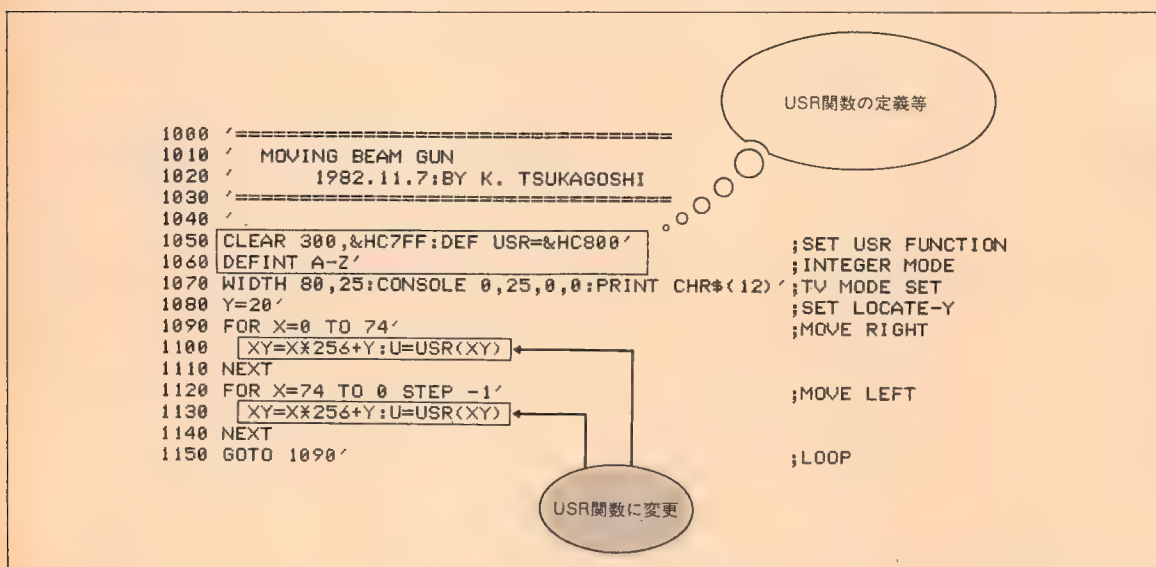 USR関数の定義等
1000 '==================================
1010 '  MOVING BEAM GUN
1020 '      1982.11.7:BY K. TSUKAGOSHI
1030 '==================================
1040 '
1050 CLEAR 300,&HC7FF:DEF USR=&HC800' ;SET USR FUNCTION
1060 DEFINT A-Z' ;INTEGER MODE
1070 WIDTH 80,25:CONSOLE 0,25,0,0:PRINT CHR$(12)';TV MODE SET
1080 Y=20' ;SET LOCATE-Y
1090 FOR X=0 TO 74' ;MOVE RIGHT
1100   XY=X*256+Y:U=USR(XY)
1110 NEXT
1120 FOR X=74 TO 0 STEP -1' ;MOVE LEFT
1130   XY=X*256+Y:U=USR(XY)
1140 NEXT
1150 GOTO 1090' ;LOOP
USR関数に変更